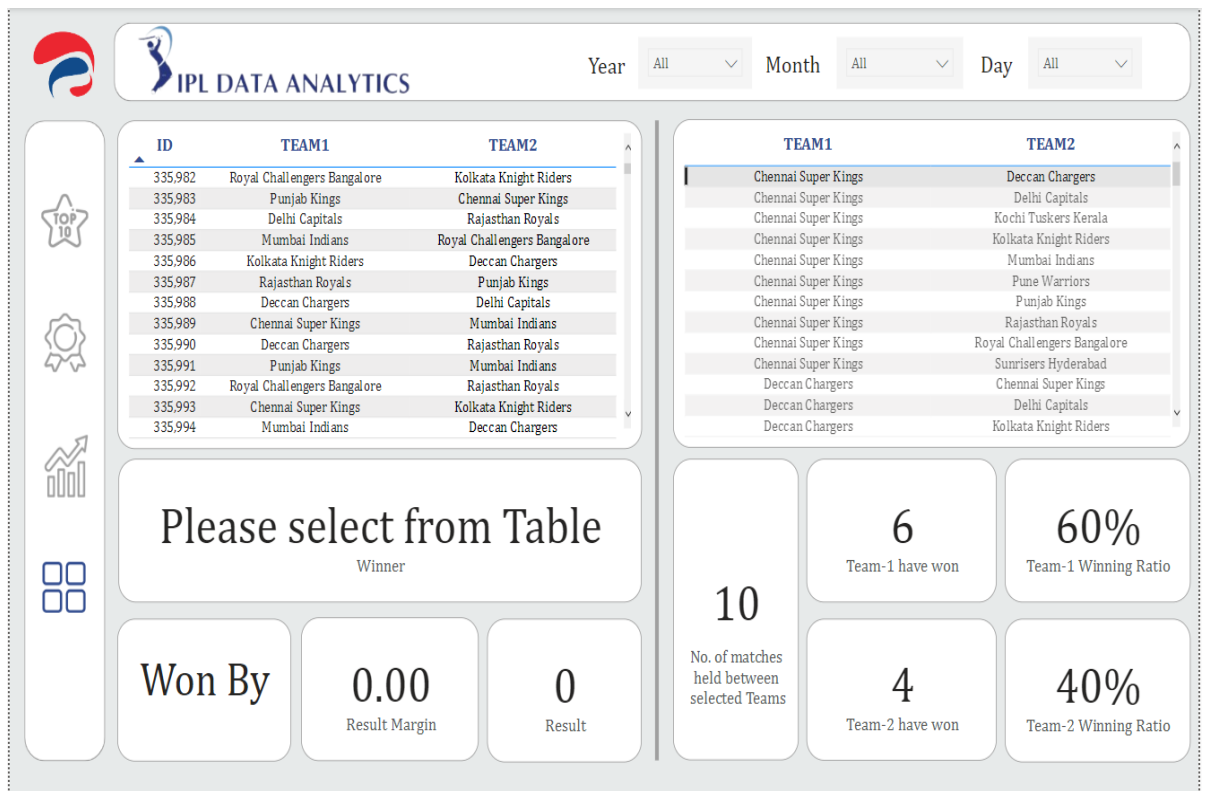 IPL DATA ANALYTICS
Year All Month All Day All
TOP
10
ID TEAM1 TEAM2
335,982 Royal Challengers Bangalore Kolkata Knight Riders
335,983 Punjab Kings Chennai Super Kings
335,984 Delhi Capitals Rajasthan Royals
335,985 Mumbai Indians Royal Challengers Bangalore
335,986 Kolkata Knight Riders Deccan Chargers
335,987 Rajasthan Royals Punjab Kings
335,988 Deccan Chargers Delhi Capitals
335,989 Chennai Super Kings Mumbai Indians
335,990 Deccan Chargers Rajasthan Royals
335,991 Punjab Kings Mumbai Indians
335,992 Royal Challengers Bangalore Rajasthan Royals
335,993 Chennai Super Kings Kolkata Knight Riders
335,994 Mumbai Indians Deccan Chargers
Please select from Table
Winner
Won By
0.00
Result Margin
0
Result
TEAM1 TEAM2
Chennai Super Kings Deccan Chargers
Chennai Super Kings Delhi Capitals
Chennai Super Kings Kochi Tuskers Kerala
Chennai Super Kings Kolkata Knight Riders
Chennai Super Kings Mumbai Indians
Chennai Super Kings Pune Warriors
Chennai Super Kings Punjab Kings
Chennai Super Kings Rajasthan Royals
Chennai Super Kings Royal Challengers Bangalore
Chennai Super Kings Sunrisers Hyderabad
Deccan Chargers Chennai Super Kings
Deccan Chargers Delhi Capitals
Deccan Chargers Kolkata Knight Riders
10
No. of matches
held between
selected Teams
6
Team-1 have won
60%
Team-1 Winning Ratio
4
Team-2 have won
40%
Team-2 Winning Ratio